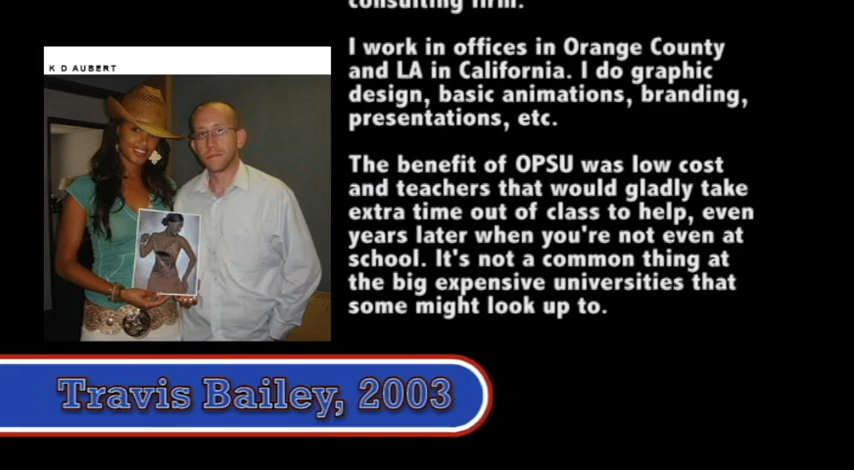 consulting firm.
K D AUBERT
I work in offices in Orange County
and LA in California. I do graphic
design, basic animations, branding,
presentations, etc.
The benefit of OPSU was low cost
and teachers that would gladly take
extra time out of class to help, even
years later when you're not even at
school. It's not a common thing at
the big expensive universities that
some might look up to.
Travis Bailey, 2003